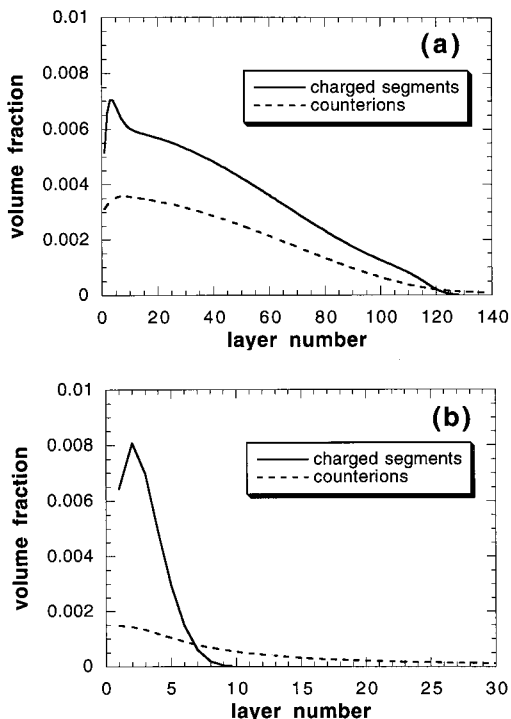 (a)
charged segments
counterions
volume fraction
0.01
0.008
0.006
0.004
0.002
0
0 20 40 60 80 100 120 140
layer number
(b)
charged segments
counterions
volume fraction
0.01
0.008
0.006
0.004
0.002
0
0 5 10 15 20 25 30
layer number